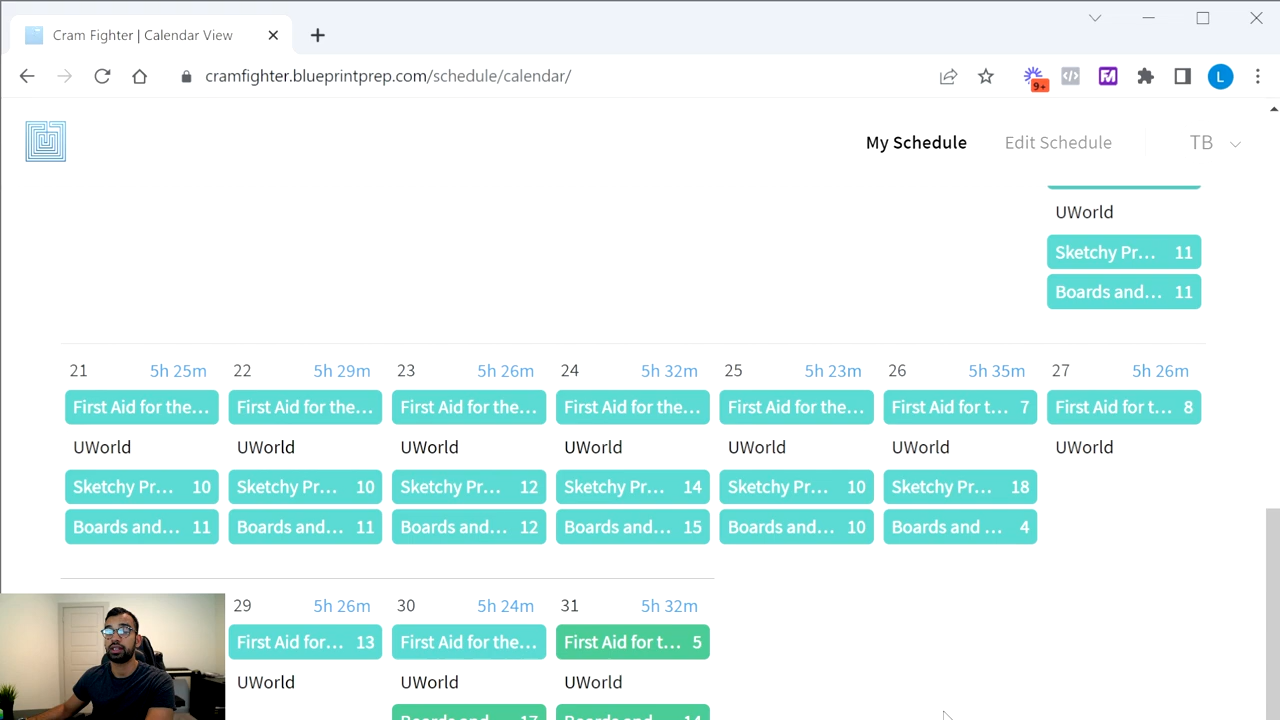 Cram Fighter | Calendar View
cramfighter.blueprintprep.com/schedule/calendar/
9+
L
My Schedule
Edit Schedule
TB
UWorld
Sketchy Pr... 11
Boards and... 11
21 5h 25m 22 5h 29m 23 5h 26m 24 5h 32m 25 5h 23m 26 5h 35m 27 5h 26m
First Aid for the... First Aid for the... First Aid for the... First Aid for the... First Aid for the... First Aid for t... 7 First Aid for t... 8
UWorld UWorld UWorld UWorld UWorld UWorld UWorld
Sketchy Pr... 10 Sketchy Pr... 10 Sketchy Pr... 12 Sketchy Pr... 14 Sketchy Pr... 10 Sketchy Pr... 18
Boards and... 11 Boards and... 11 Boards and... 12 Boards and... 15 Boards and... 10 Boards and ... 4
29 5h 26m 30 5h 24m 31 5h 32m
First Aid for... 13 First Aid for the... First Aid for t... 5
UWorld UWorld UWorld
Boards and... 17 Boards and... 14